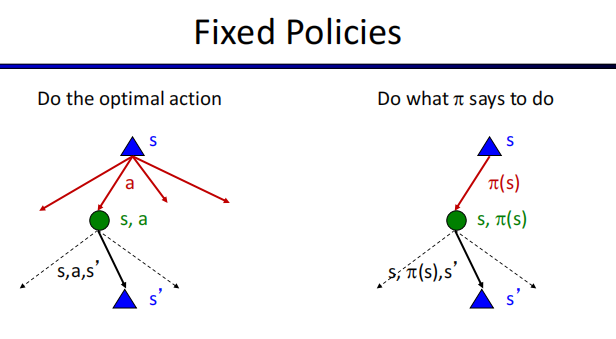 Fixed Policies
Do the optimal action
s
a
s, a
s,a,s’
s’
Do what π says to do
s
π(s)
s, π(s)
s, π(s),s’
s’